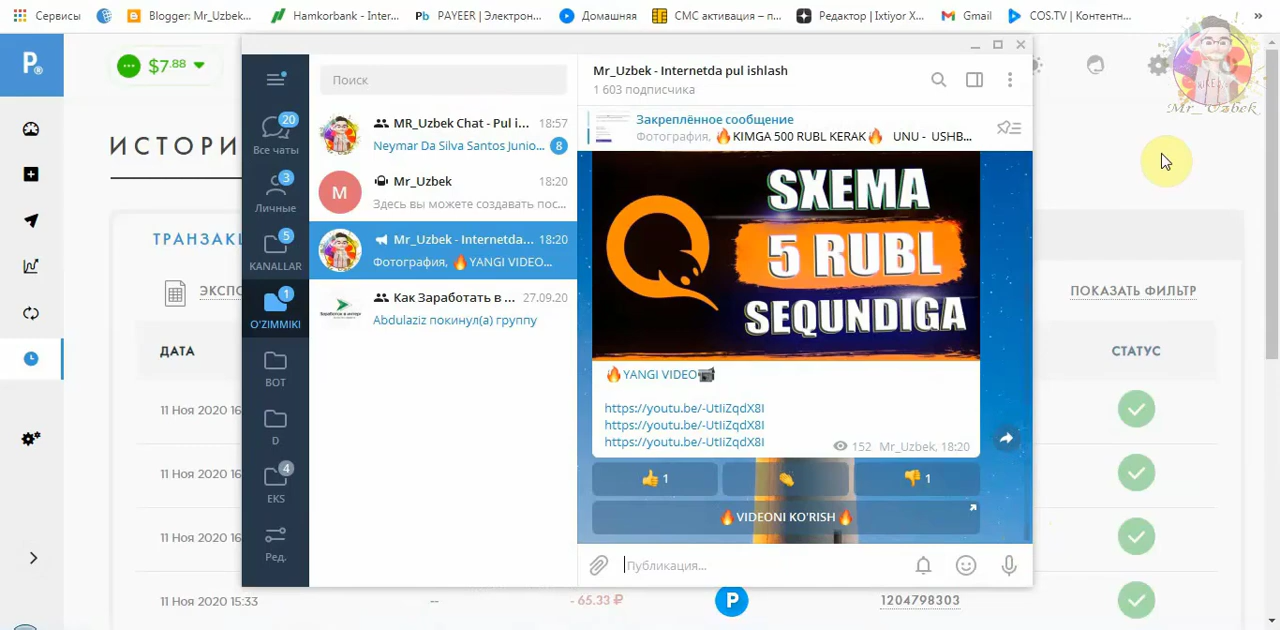 Сервисы
Blogger: Mr_Uzbek...
Hamkorbank - Inter...
Pb PAYEER | Электрон...
Домашняя
СМС активация – п...
Редактор | Ixtiyor X...
Gmail
COS.TV | Контентн...
»
P
$7.88
ИСТОРИ
ТРАНЗАКЦ
ЭКСПО
ДАТА
11 Ноя 2020 16
11 Ноя 2020 16
11 Ноя 2020 16
11 Ноя 2020 15:33
--
- 65.33 ₽
P
1204798303
ПОКАЗАТЬ ФИЛЬТР
СТАТУС
Mr_Uzbek
20
Все чаты
3
Личные
5
KANALLAR
1
O'ZIMMIKI
BOT
D
4
EKS
Ред.
Поиск
MR_Uzbek Chat - Pul i...
18:57
Neymar Da Silva Santos Junio...
8
M
Mr_Uzbek
18:20
Здесь вы можете создавать пос...
Mr_Uzbek - Internetda...
18:20
Фотография, 🔥YANGI VIDEO...
Как Заработать в ...
27.09.20
Abdulaziz покинул(а) группу
Mr_Uzbek - Internetda pul ishlash
1 603 подписчика
Закреплённое сообщение
Фотография, 🔥KIMGA 500 RUBL KERAK🔥 UNU - USHB...
SXEMA
5 RUBL
SEQUNDIGA
🔥YANGI VIDEO📹
https://youtu.be/-UtIiZqdX8I
https://youtu.be/-UtIiZqdX8I
https://youtu.be/-UtIiZqdX8I
152 Mr_Uzbek, 18:20
👍 1
👏
👎 1
🔥VIDEONI KO'RISH 🔥
Публикация...